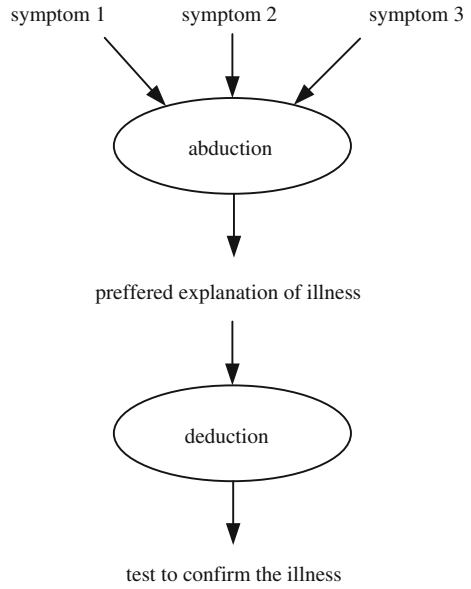 symptom 1 symptom 2 symptom 3
abduction
preffered explanation of illness
deduction
test to confirm the illness